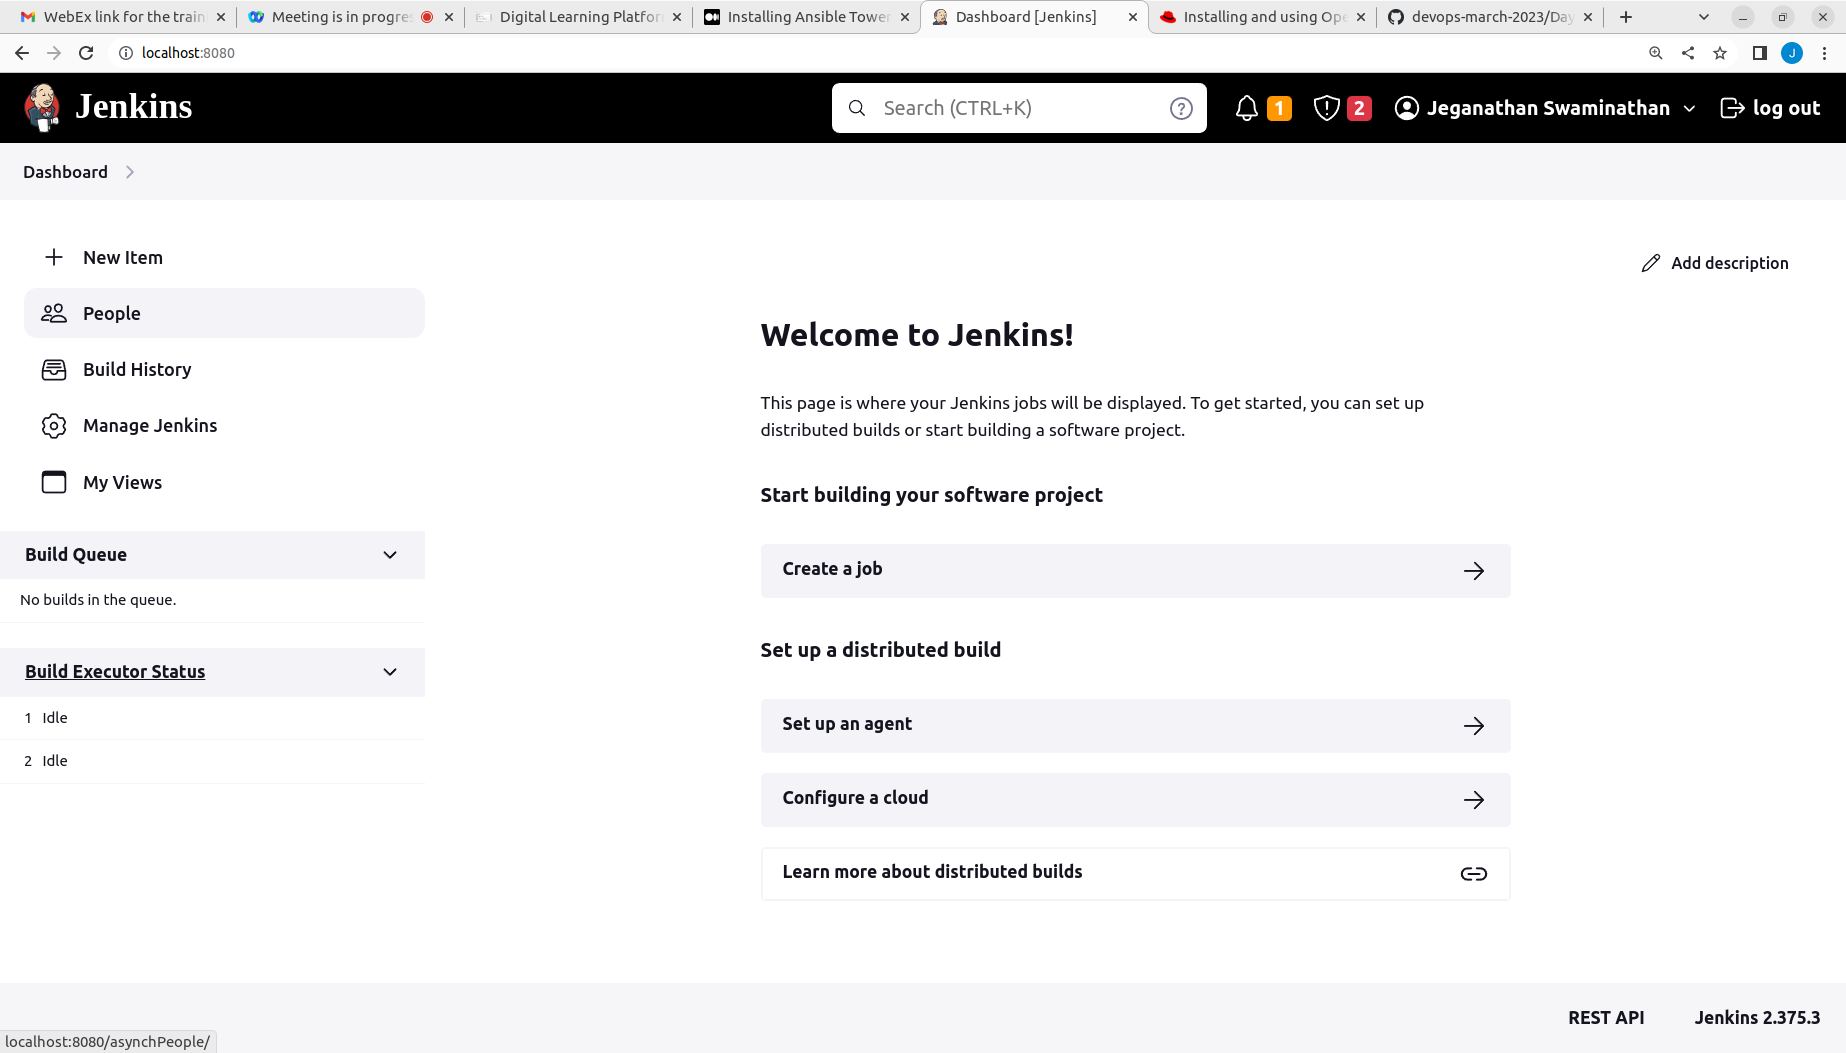 WebEx link for the train
Meeting is in progres
Digital Learning Platfor
Installing Ansible Tower
Dashboard [Jenkins]
Installing and using Ope
devops-march-2023/Day
localhost:8080
J
Jenkins
Search (CTRL+K)
?
1
2
Jeganathan Swaminathan
log out
Dashboard
New Item
People
Build History
Manage Jenkins
My Views
Build Queue
No builds in the queue.
Build Executor Status
1 Idle
2 Idle
Add description
Welcome to Jenkins!
This page is where your Jenkins jobs will be displayed. To get started, you can set up
distributed builds or start building a software project.
Start building your software project
Create a job
Set up a distributed build
Set up an agent
Configure a cloud
Learn more about distributed builds
REST API
Jenkins 2.375.3
localhost:8080/asynchPeople/